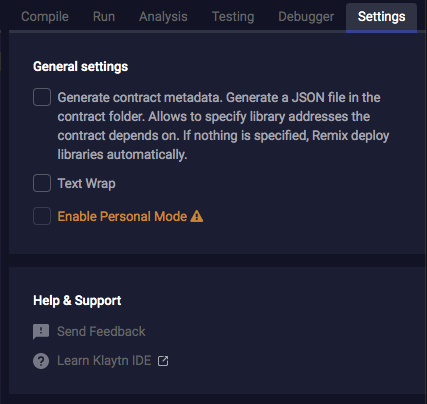 Compile Run Analysis Testing Debugger Settings
General settings
Generate contract metadata. Generate a JSON file in the
contract folder. Allows to specify library addresses the
contract depends on. If nothing is specified, Remix deploy
libraries automatically.
Text Wrap
Enable Personal Mode
Help & Support
Send Feedback
Learn Klaytn IDE